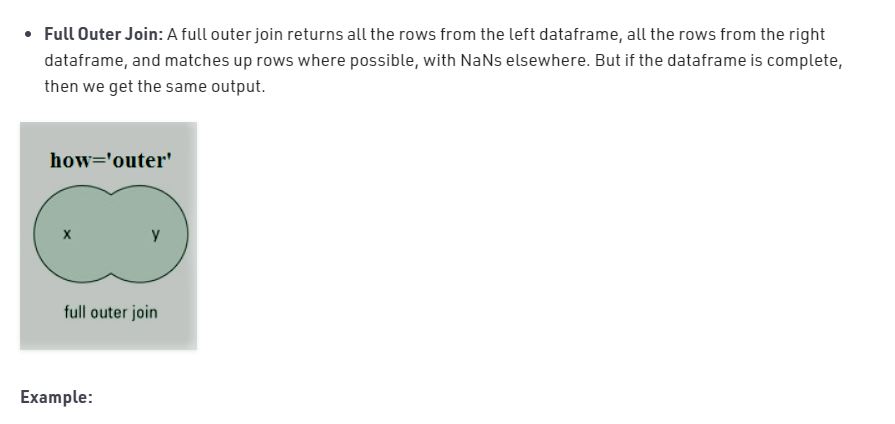 • Full Outer Join: A full outer join returns all the rows from the left dataframe, all the rows from the right
dataframe, and matches up rows where possible, with NaNs elsewhere. But if the dataframe is complete,
then we get the same output.
how='outer'
x y
full outer join
Example: